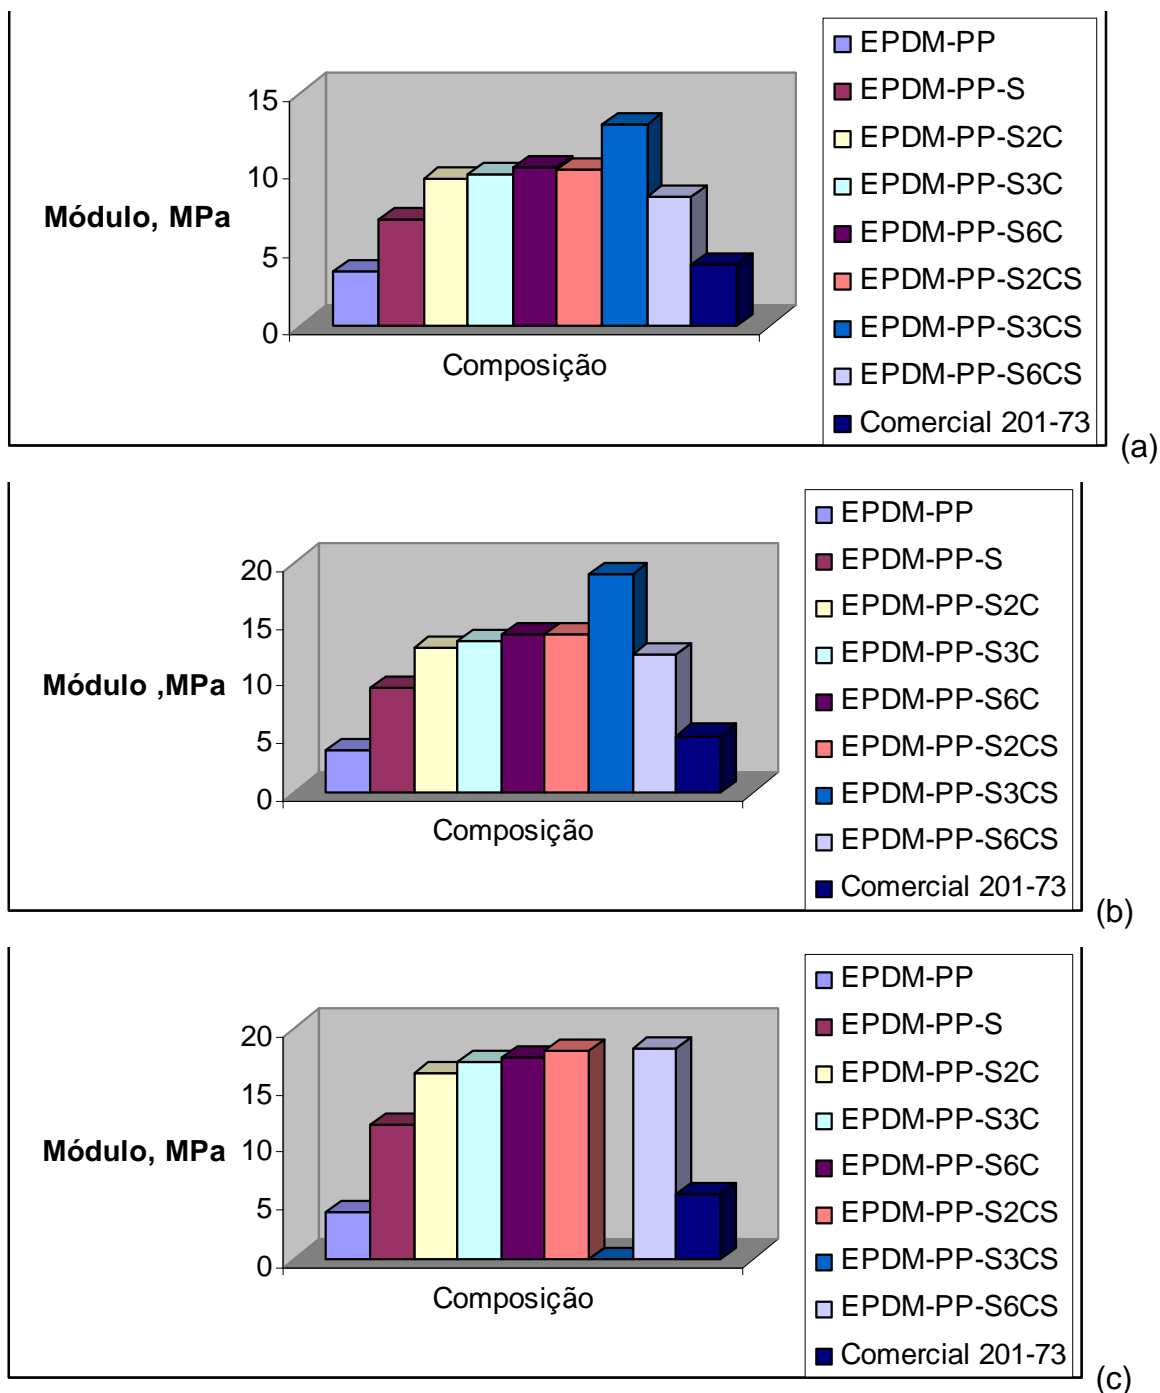 15
10
5
0
Módulo, MPa
Composição
EPDM-PP
EPDM-PP-S
EPDM-PP-S2C
EPDM-PP-S3C
EPDM-PP-S6C
EPDM-PP-S2CS
EPDM-PP-S3CS
EPDM-PP-S6CS
Comercial 201-73
(a)
20
15
10
5
0
Módulo ,MPa
Composição
EPDM-PP
EPDM-PP-S
EPDM-PP-S2C
EPDM-PP-S3C
EPDM-PP-S6C
EPDM-PP-S2CS
EPDM-PP-S3CS
EPDM-PP-S6CS
Comercial 201-73
(b)
20
15
10
5
0
Módulo, MPa
Composição
EPDM-PP
EPDM-PP-S
EPDM-PP-S2C
EPDM-PP-S3C
EPDM-PP-S6C
EPDM-PP-S2CS
EPDM-PP-S3CS
EPDM-PP-S6CS
Comercial 201-73
(c)